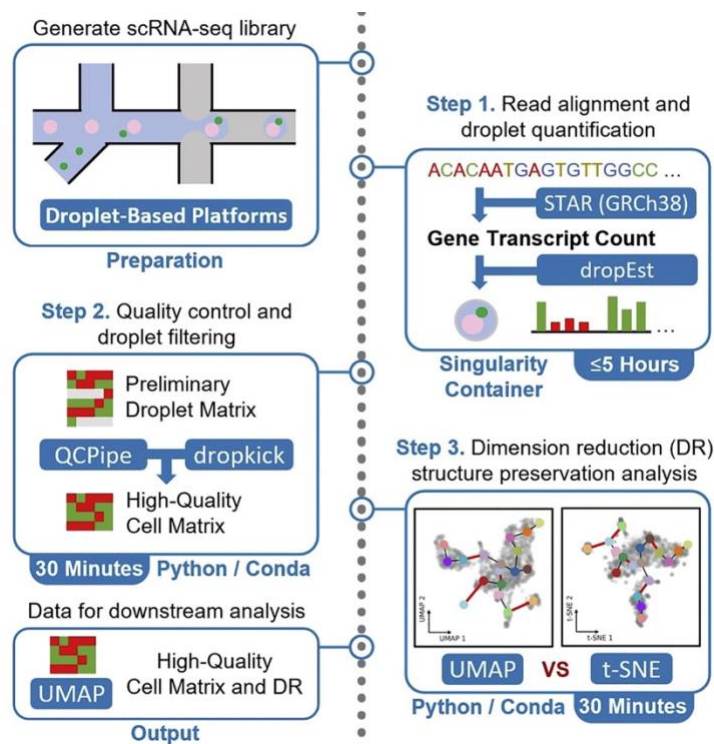 Generate scRNA-seq library
Droplet-Based Platforms
Preparation
Step 1. Read alignment and
droplet quantification
ACACAATGAGTGTTGGCC ...
STAR (GRCh38)
Gene Transcript Count
dropEst
...
Singularity
Container
≤5 Hours
Step 2. Quality control and
droplet filtering
Preliminary
Droplet Matrix
QCPipe
dropkick
High-Quality
Cell Matrix
30 Minutes
Python / Conda
Step 3. Dimension reduction (DR)
structure preservation analysis
UMAP 2
UMAP 1
t-SNE 2
t-SNE 1
UMAP VS t-SNE
Python / Conda
30 Minutes
Data for downstream analysis
UMAP
High-Quality
Cell Matrix and DR
Output